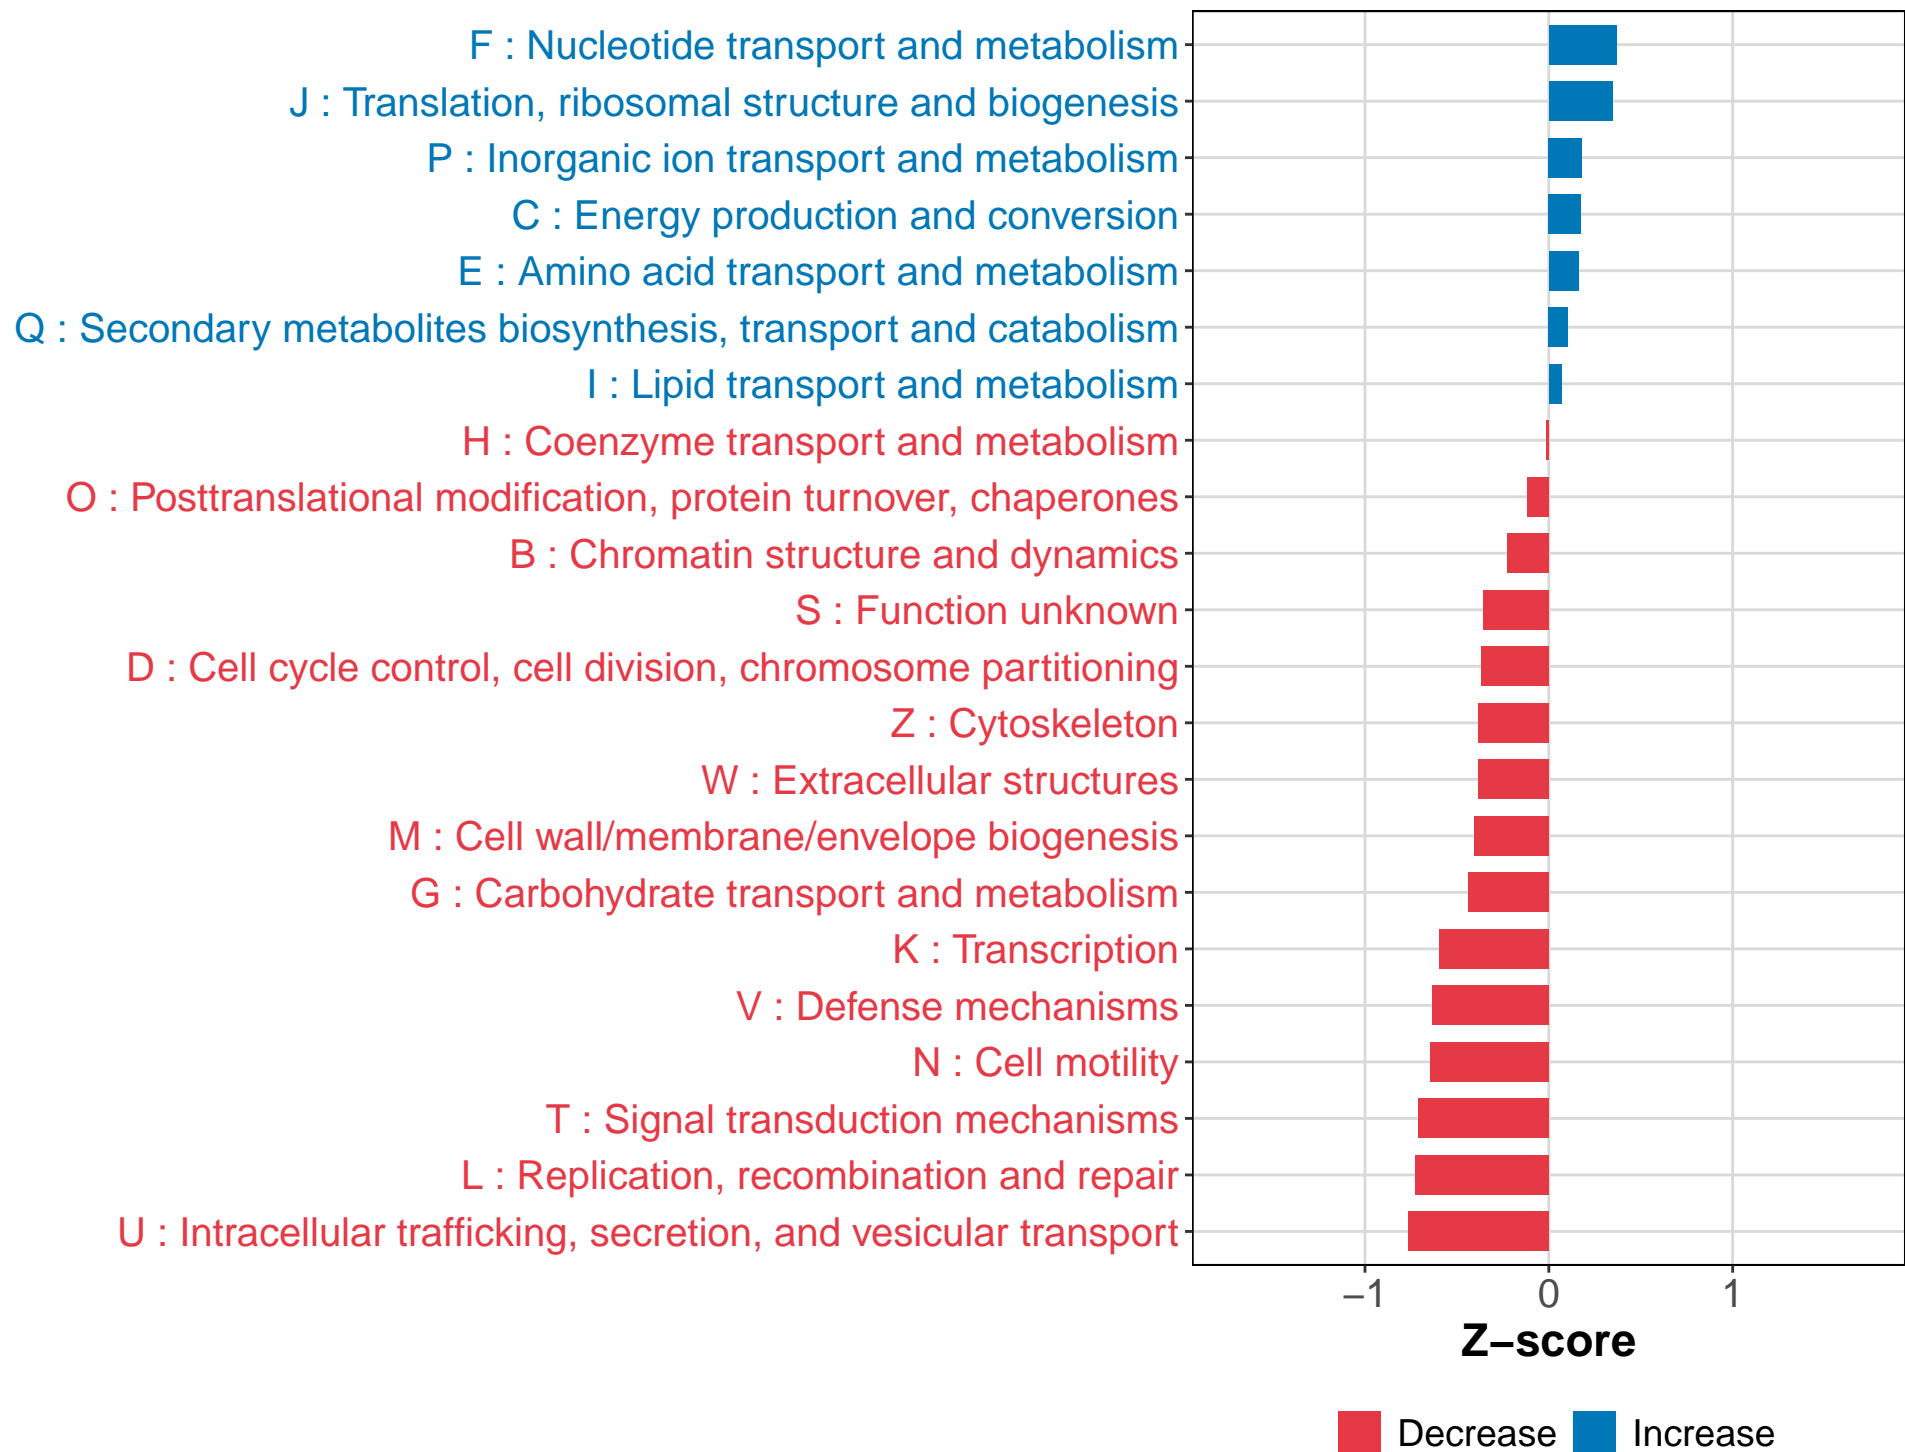 F : Nucleotide transport and metabolism
J : Translation, ribosomal structure and biogenesis
P : Inorganic ion transport and metabolism
C : Energy production and conversion
E : Amino acid transport and metabolism
Q : Secondary metabolites biosynthesis, transport and catabolism
I : Lipid transport and metabolism
H : Coenzyme transport and metabolism
O : Posttranslational modification, protein turnover, chaperones
B : Chromatin structure and dynamics
S : Function unknown
D : Cell cycle control, cell division, chromosome partitioning
Z : Cytoskeleton
W : Extracellular structures
M : Cell wall/membrane/envelope biogenesis
G : Carbohydrate transport and metabolism
K : Transcription
V : Defense mechanisms
N : Cell motility
T : Signal transduction mechanisms
L : Replication, recombination and repair
U : Intracellular trafficking, secretion, and vesicular transport
−1 0 1
Z−score
Decrease Increase